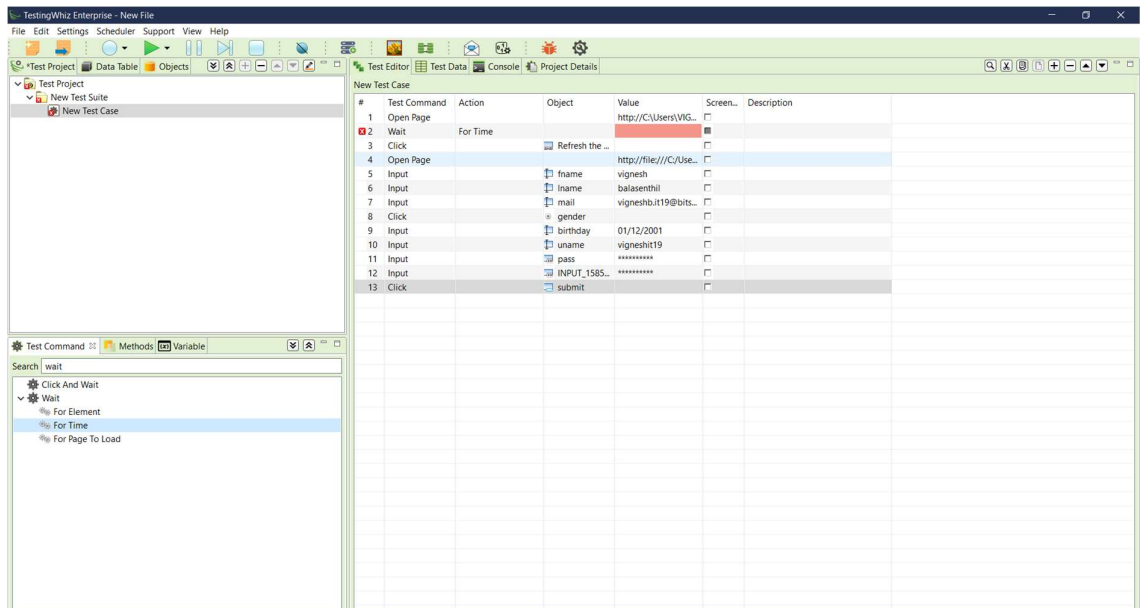 TestingWhiz Enterprise - New File
File Edit Settings Scheduler Support View Help
*Test Project Data Table Objects
Test Project
New Test Suite
New Test Case
Test Editor Test Data Console Project Details
New Test Case
# Test Command Action Object Value Screen... Description
1 Open Page http://C:\Users\VIG...
2 Wait For Time
3 Click Refresh the ...
4 Open Page http://file:///C:/Use...
5 Input fname vignesh
6 Input lname balasenthil
7 Input mail vigneshb.it19@bits...
8 Click gender
9 Input birthday 01/12/2001
10 Input uname vigneshit19
11 Input pass **********
12 Input INPUT_1585... **********
13 Click submit
Test Command Methods (x) Variable
Search wait
Click And Wait
Wait
For Element
For Time
For Page To Load